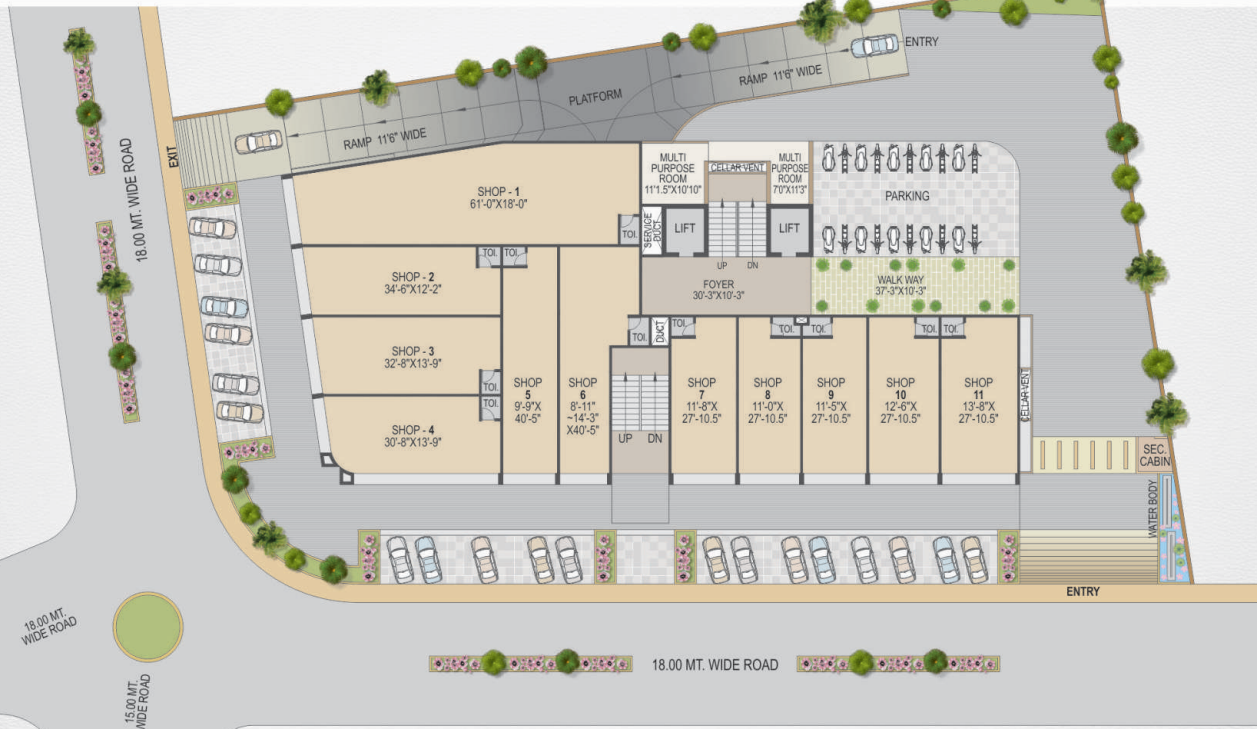 ENTRY
RAMP 11'6" WIDE
PLATFORM
RAMP 11'6" WIDE
EXIT
18.00 MT. WIDE ROAD
SHOP - 1
61'-0"X18'-0"
TOI.
MULTI
PURPOSE
ROOM
11'1.5"X10'10"
CELLAR VENT
MULTI
PURPOSE
ROOM
7'0"X11'3"
SERVICE
DUCT
LIFT
LIFT
UP
DN
PARKING
FOYER
30'-3"X10'-3"
WALK WAY
37'-3"X10'-3"
SHOP - 2
34'-6"X12'-2"
TOI.
TOI.
SHOP - 3
32'-8"X13'-9"
TOI.
SHOP - 4
30'-8"X13'-9"
TOI.
SHOP
5
9'-9"X
40'-5"
SHOP
6
8'-11"
~14'-3"
X40'-5"
TOI.
DUCT
UP
DN
TOI.
SHOP
7
11'-8"X
27'-10.5"
TOI.
SHOP
8
11'-0"X
27'-10.5"
TOI.
SHOP
9
11'-5"X
27'-10.5"
TOI.
SHOP
10
12'-6"X
27'-10.5"
TOI.
SHOP
11
13'-8"X
27'-10.5"
CELLAR VENT
SEC.
CABIN
WATER BODY
ENTRY
18.00 MT.
WIDE ROAD
15.00 MT.
WIDE ROAD
18.00 MT. WIDE ROAD